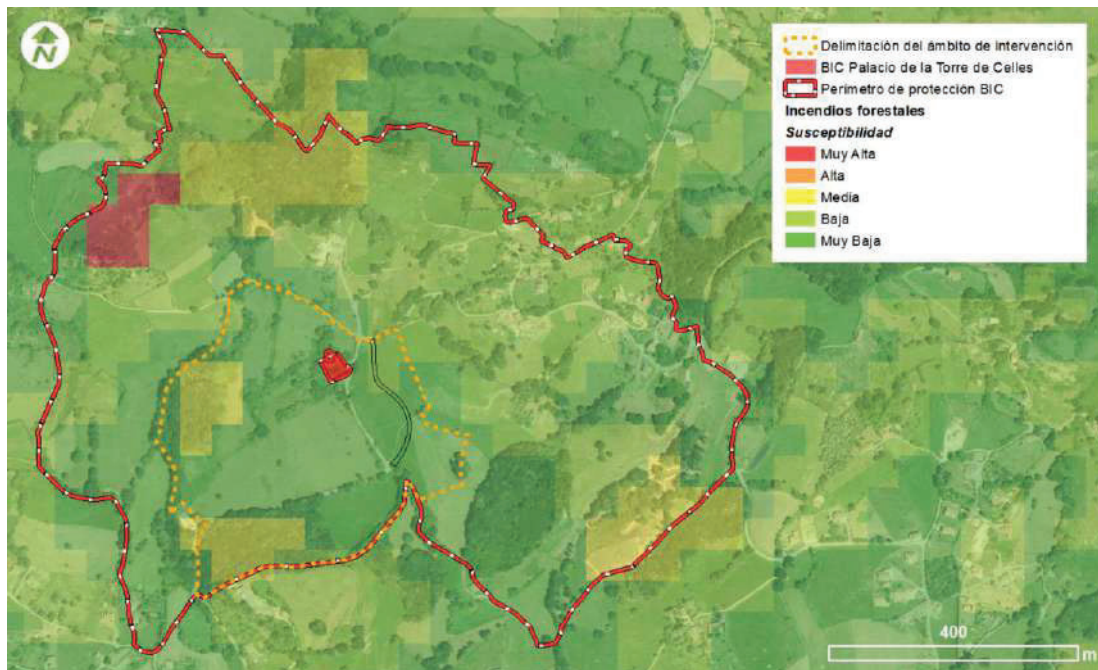 N
Delimitación del ámbito de intervención
BIC Palacio de la Torre de Celles
Perímetro de protección BIC
Incendios forestales
Susceptibilidad
Muy Alta
Alta
Media
Baja
Muy Baja
400
m